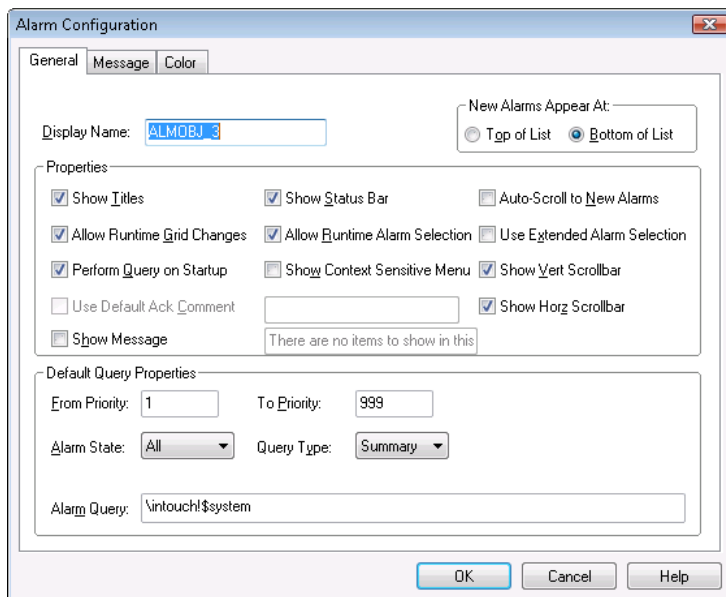 Alarm Configuration
General Message Color
New Alarms Appear At:
Display Name: ALMOBJ_3
Top of List Bottom of List
Properties
Show Titles Show Status Bar Auto-Scroll to New Alarms
Allow Runtime Grid Changes Allow Runtime Alarm Selection Use Extended Alarm Selection
Perform Query on Startup Show Context Sensitive Menu Show Vert Scrollbar
Use Default Ack Comment Show Horz Scrollbar
Show Message There are no items to show in this
Default Query Properties
From Priority: 1 To Priority: 999
Alarm State: All Query Type: Summary
Alarm Query: \intouch!$system
OK Cancel Help